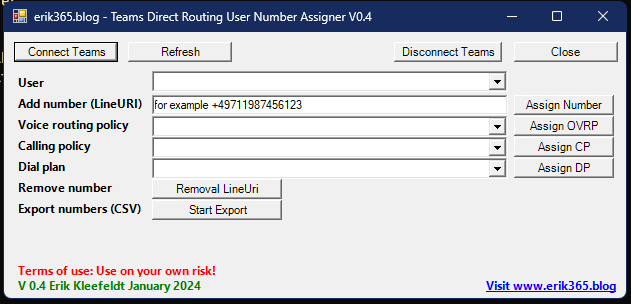 erik365.blog - Teams Direct Routing User Number Assigner V0.4
Connect Teams Refresh Disconnect Teams Close
User
Add number (LineURI) for example +49711987456123 Assign Number
Voice routing policy Assign OVRP
Calling policy Assign CP
Dial plan Assign DP
Remove number Removal LineUri
Export numbers (CSV) Start Export
Terms of use: Use on your own risk!
V 0.4 Erik Kleefeldt January 2024 Visit www.erik365.blog